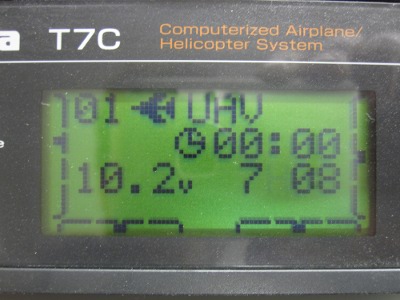 a T7C Computerized Airplane/
Helicopter System
e
01 UAV
00:00
10.2v 7 08